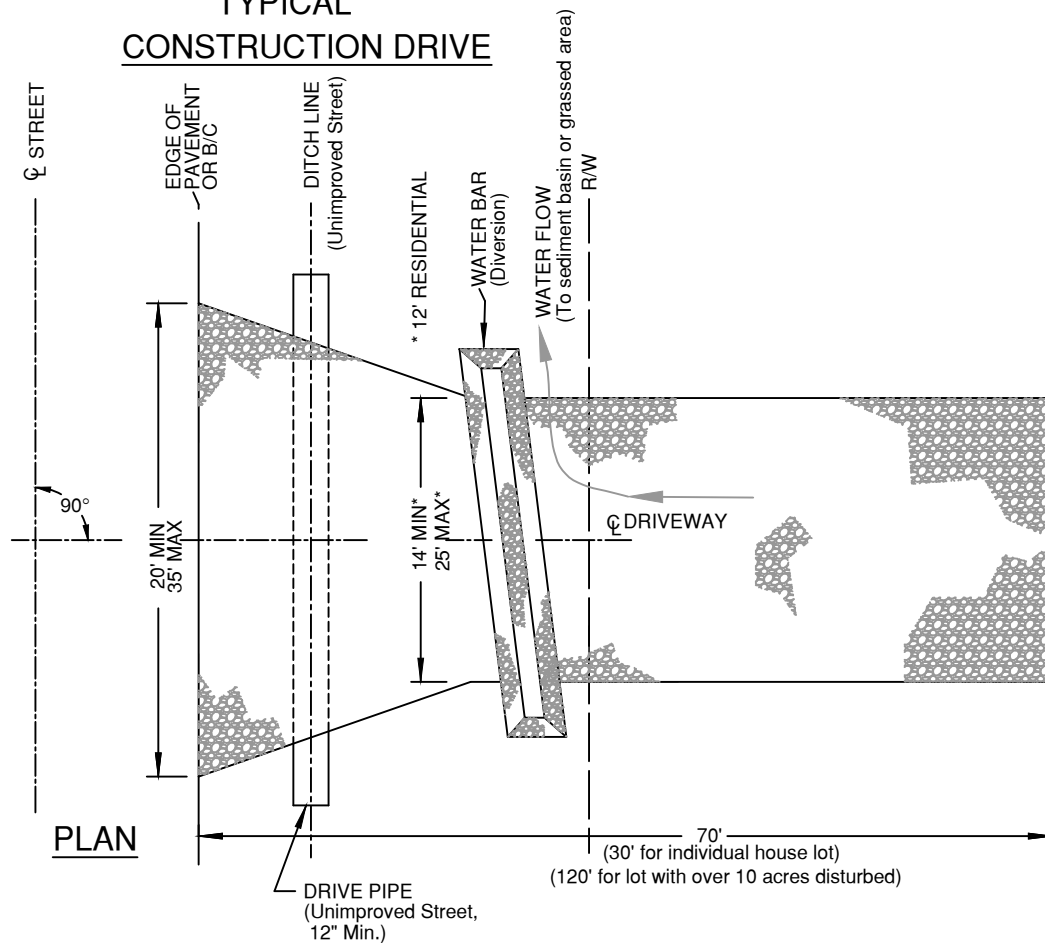 TYPICAL
CONSTRUCTION DRIVE
℄ STREET
EDGE OF
PAVEMENT
OR B/C
DITCH LINE
(Unimproved Street)
* 12' RESIDENTIAL
WATER BAR
(Diversion)
WATER FLOW
(To sediment basin or grassed area)
R/W
90°
20' MIN
35' MAX
14' MIN*
25' MAX*
℄ DRIVEWAY
PLAN
70'
(30' for individual house lot)
(120' for lot with over 10 acres disturbed)
DRIVE PIPE
(Unimproved Street,
12" Min.)